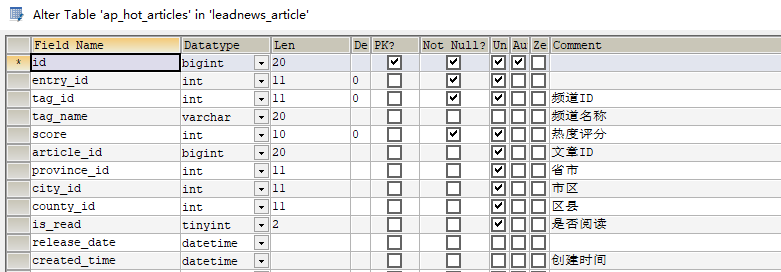 Alter Table 'ap_hot_articles' in 'leadnews_article'
Field Name Datatype Len De PK? Not Null? Un Au Ze Comment
* id bigint 20
entry_id int 11 0
tag_id int 11 0 频道ID
tag_name varchar 20 频道名称
score int 10 0 热度评分
article_id bigint 20 文章ID
province_id int 11 省市
city_id int 11 市区
county_id int 11 区县
is_read tinyint 2 是否阅读
release_date datetime
created_time datetime 创建时间